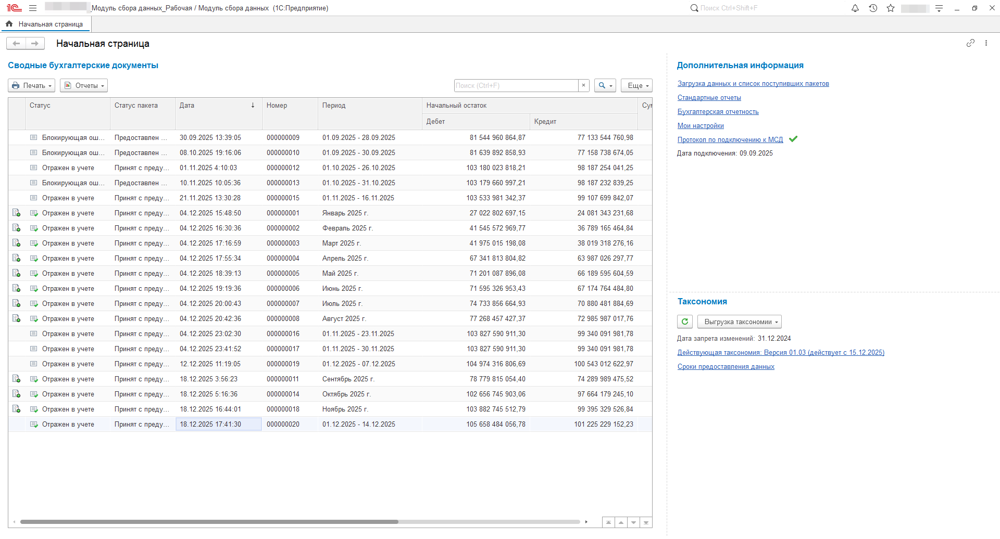 1С _Модуль сбора данных_Рабочая / Модуль сбора данных (1С:Предприятие) Поиск Ctrl+Shift+F
Начальная страница
Начальная страница
Сводные бухгалтерские документы
Печать Отчеты Поиск (Ctrl+F) × Еще
Статус Статус пакета Дата ↓ Номер Период Начальный остаток Сум
Дебет Кредит
Блокирующая ош... Предоставлен ... 30.09.2025 13:39:05 000000009 01.09.2025 - 28.09.2025 81 544 960 864,87 77 133 544 760,98
Блокирующая ош... Предоставлен ... 08.10.2025 19:16:06 000000010 01.09.2025 - 30.09.2025 81 639 892 858,93 77 158 738 674,05
Отражен в учете Принят с преду... 01.11.2025 4:10:03 000000012 01.10.2025 - 26.10.2025 103 180 023 818,21 98 187 254 041,25
Блокирующая ош... Предоставлен ... 10.11.2025 10:05:36 000000013 01.10.2025 - 31.10.2025 103 179 660 997,21 98 187 232 839,25
Отражен в учете Принят с преду... 21.11.2025 13:30:28 000000015 01.11.2025 - 16.11.2025 103 533 981 342,37 99 107 699 842,07
Отражен в учете Принят с преду... 04.12.2025 15:48:50 000000001 Январь 2025 г. 27 022 802 697,15 24 081 343 231,68
Отражен в учете Принят с преду... 04.12.2025 16:30:36 000000002 Февраль 2025 г. 41 545 572 969,77 36 789 165 464,84
Отражен в учете Принят с преду... 04.12.2025 17:16:59 000000003 Март 2025 г. 41 975 015 198,08 38 019 318 276,16
Отражен в учете Принят с преду... 04.12.2025 17:55:34 000000004 Апрель 2025 г. 67 341 813 804,82 63 987 026 297,77
Отражен в учете Принят с преду... 04.12.2025 18:39:13 000000005 Май 2025 г. 71 201 087 896,08 66 189 595 604,59
Отражен в учете Принят с преду... 04.12.2025 19:19:36 000000006 Июнь 2025 г. 71 595 326 953,43 67 174 764 484,80
Отражен в учете Принят с преду... 04.12.2025 20:00:43 000000007 Июль 2025 г. 74 733 856 664,93 70 880 481 884,69
Отражен в учете Принят с преду... 04.12.2025 20:42:36 000000008 Август 2025 г. 77 268 457 427,37 72 985 987 017,76
Отражен в учете Принят с преду... 04.12.2025 23:02:30 000000016 01.11.2025 - 23.11.2025 103 827 590 911,30 99 340 091 981,78
Отражен в учете Принят с преду... 04.12.2025 23:41:52 000000017 01.11.2025 - 30.11.2025 103 827 590 911,30 99 340 091 981,78
Отражен в учете Принят с преду... 12.12.2025 11:19:05 000000019 01.12.2025 - 07.12.2025 104 974 316 806,69 100 543 012 622,97
Отражен в учете Принят с преду... 18.12.2025 3:56:23 000000011 Сентябрь 2025 г. 78 779 815 054,40 74 289 989 475,52
Отражен в учете Принят с преду... 18.12.2025 5:16:36 000000014 Октябрь 2025 г. 102 656 745 903,06 97 664 179 245,10
Отражен в учете Принят с преду... 18.12.2025 16:44:01 000000018 Ноябрь 2025 г. 103 882 745 512,79 99 395 329 526,84
Отражен в учете Принят с преду... 18.12.2025 17:41:30 000000020 01.12.2025 - 14.12.2025 105 658 484 056,78 101 225 229 152,23
Дополнительная информация
Загрузка данных и список поступивших пакетов
Стандартные отчеты
Бухгалтерская отчетность
Мои настройки
Протокол по подключению к МСД
Дата подключения: 09.09.2025
Таксономия
Выгрузка таксономии
Дата запрета изменений: 31.12.2024
Действующая таксономия: Версия 01.03 (действует с 15.12.2025)
Сроки предоставления данных